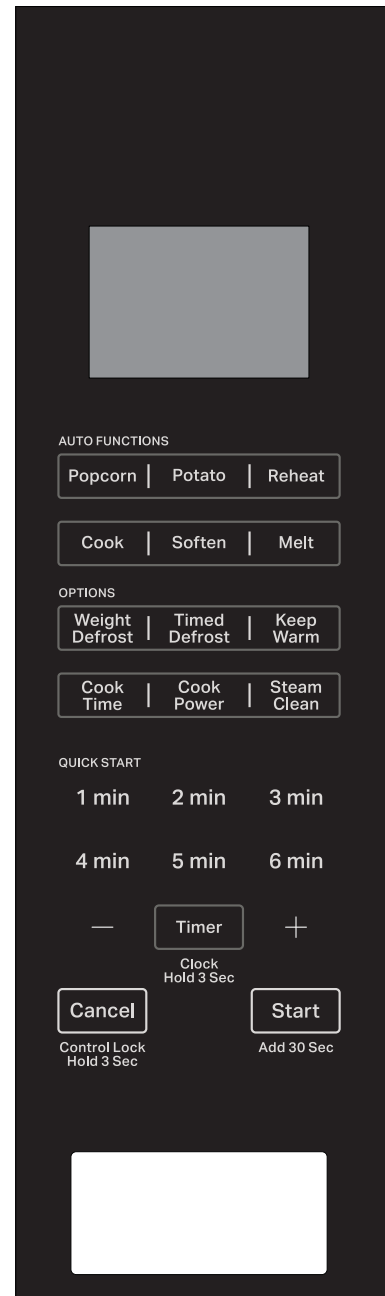 AUTO FUNCTIONS
Popcorn | Potato | Reheat
Cook | Soften | Melt
OPTIONS
Weight Defrost | Timed Defrost | Keep Warm
Cook Time | Cook Power | Steam Clean
QUICK START
1 min 2 min 3 min
4 min 5 min 6 min
— Timer +
Clock
Hold 3 Sec
Cancel Start
Control Lock Add 30 Sec
Hold 3 Sec